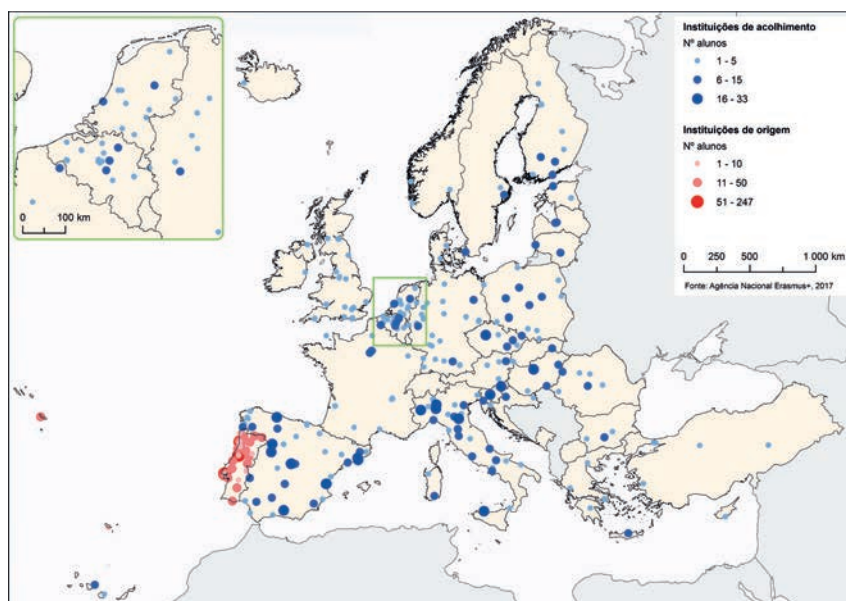 0 100 km
Instituições de acolhimento
Nº alunos
1 - 5
6 - 15
16 - 33
Instituições de origem
Nº alunos
1 - 10
11 - 50
51 - 247
0 250 500 1 000 km
Fonte: Agência Nacional Erasmus+, 2017